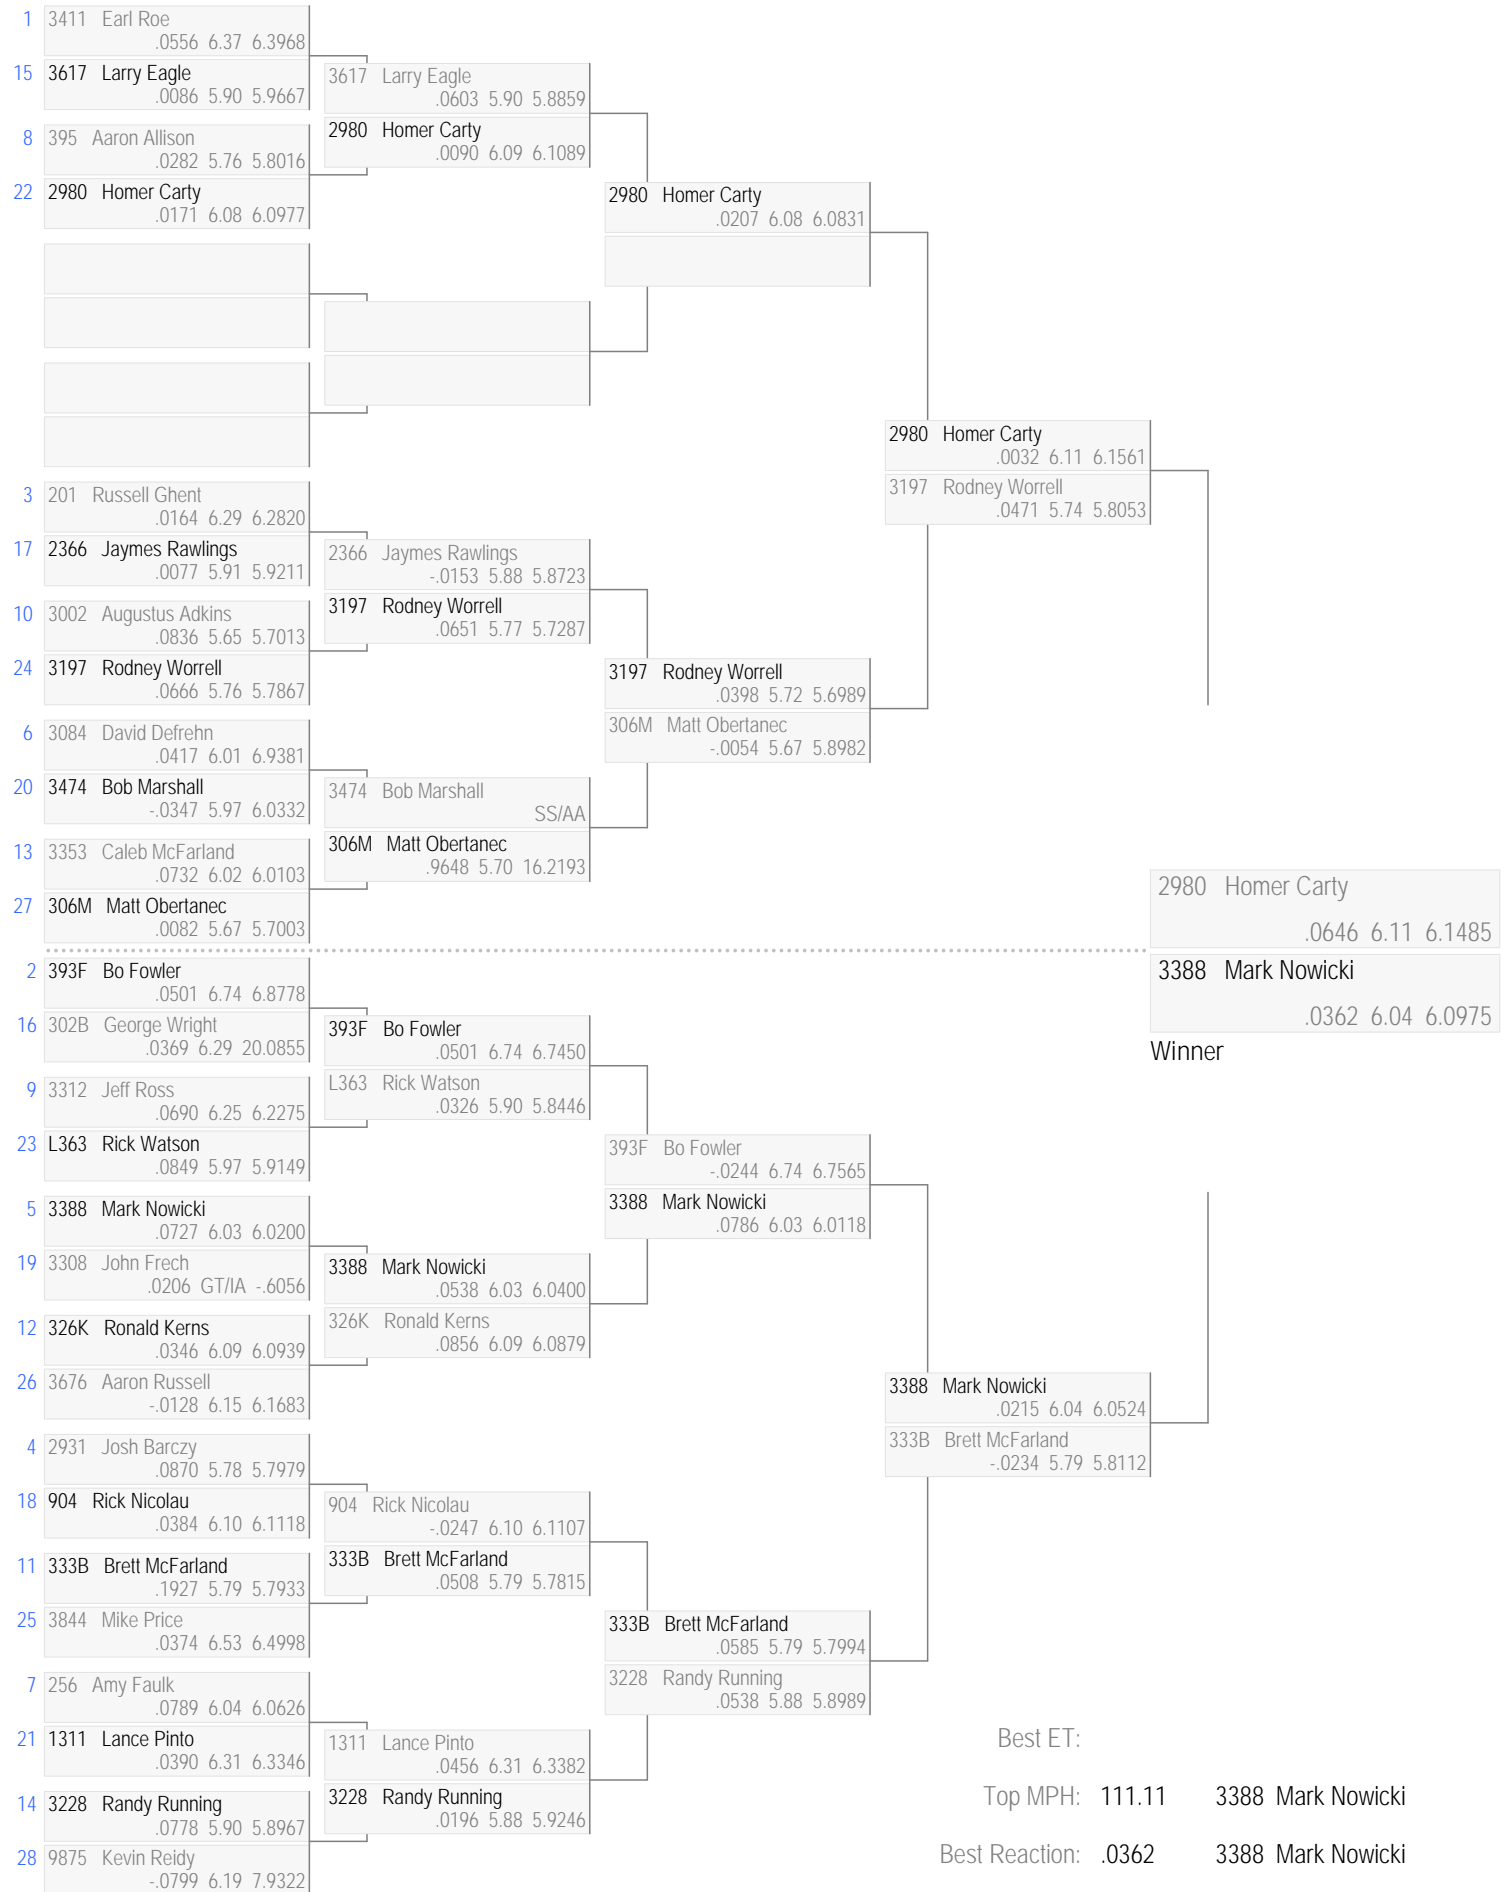 1 3411 Earl Roe
.0556 6.37 6.3968
15 3617 Larry Eagle
.0086 5.90 5.9667
8 395 Aaron Allison
.0282 5.76 5.8016
22 2980 Homer Carty
.0171 6.08 6.0977
3 201 Russell Ghent
.0164 6.29 6.2820
17 2366 Jaymes Rawlings
.0077 5.91 5.9211
10 3002 Augustus Adkins
.0836 5.65 5.7013
24 3197 Rodney Worrell
.0666 5.76 5.7867
6 3084 David Defrehn
.0417 6.01 6.9381
20 3474 Bob Marshall
-.0347 5.97 6.0332
13 3353 Caleb McFarland
.0732 6.02 6.0103
27 306M Matt Obertanec
.0082 5.67 5.7003
2 393F Bo Fowler
.0501 6.74 6.8778
16 302B George Wright
.0369 6.29 20.0855
9 3312 Jeff Ross
.0690 6.25 6.2275
23 L363 Rick Watson
.0849 5.97 5.9149
5 3388 Mark Nowicki
.0727 6.03 6.0200
19 3308 John Frech
.0206 GT/IA -.6056
12 326K Ronald Kerns
.0346 6.09 6.0939
26 3676 Aaron Russell
-.0128 6.15 6.1683
4 2931 Josh Barczy
.0870 5.78 5.7979
18 904 Rick Nicolau
.0384 6.10 6.1118
11 333B Brett McFarland
.1927 5.79 5.7933
25 3844 Mike Price
.0374 6.53 6.4998
7 256 Amy Faulk
.0789 6.04 6.0626
21 1311 Lance Pinto
.0390 6.31 6.3346
14 3228 Randy Running
.0778 5.90 5.8967
28 9875 Kevin Reidy
-.0799 6.19 7.9322
3617 Larry Eagle
.0603 5.90 5.8859
2980 Homer Carty
.0090 6.09 6.1089
2366 Jaymes Rawlings
-.0153 5.88 5.8723
3197 Rodney Worrell
.0651 5.77 5.7287
3474 Bob Marshall
SS/AA
306M Matt Obertanec
.9648 5.70 16.2193
393F Bo Fowler
.0501 6.74 6.7450
L363 Rick Watson
.0326 5.90 5.8446
3388 Mark Nowicki
.0538 6.03 6.0400
326K Ronald Kerns
.0856 6.09 6.0879
904 Rick Nicolau
-.0247 6.10 6.1107
333B Brett McFarland
.0508 5.79 5.7815
1311 Lance Pinto
.0456 6.31 6.3382
3228 Randy Running
.0196 5.88 5.9246
2980 Homer Carty
.0207 6.08 6.0831
3197 Rodney Worrell
.0398 5.72 5.6989
306M Matt Obertanec
-.0054 5.67 5.8982
393F Bo Fowler
-.0244 6.74 6.7565
3388 Mark Nowicki
.0786 6.03 6.0118
333B Brett McFarland
.0585 5.79 5.7994
3228 Randy Running
.0538 5.88 5.8989
2980 Homer Carty
.0032 6.11 6.1561
3197 Rodney Worrell
.0471 5.74 5.8053
3388 Mark Nowicki
.0215 6.04 6.0524
333B Brett McFarland
-.0234 5.79 5.8112
2980 Homer Carty
.0646 6.11 6.1485
3388 Mark Nowicki
.0362 6.04 6.0975
Winner
Best ET:
Top MPH: 111.11 3388 Mark Nowicki
Best Reaction: .0362 3388 Mark Nowicki